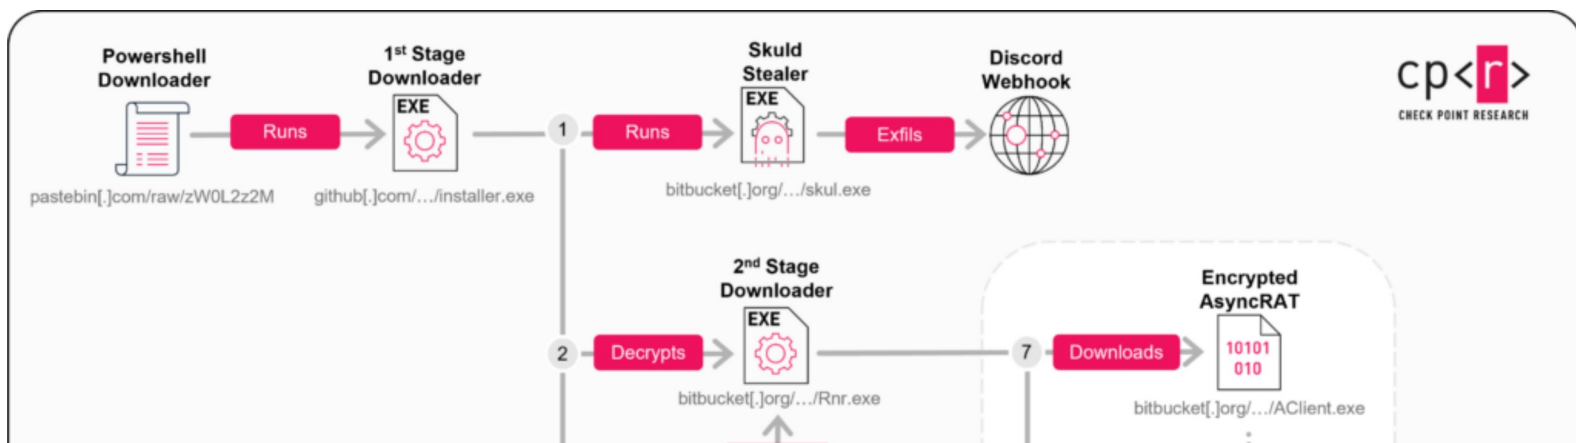 Powershell
Downloader
Runs
pastebin[.]com/raw/zW0L2z2M
1st Stage
Downloader
EXE
github[.]com/.../installer.exe
1
Runs
Skuld
Stealer
EXE
bitbucket[.]org/.../skul.exe
Exfils
Discord
Webhook
cp<r>
CHECK POINT RESEARCH
2
Decrypts
2nd Stage
Downloader
EXE
bitbucket[.]org/.../Rnr.exe
7
Downloads
Encrypted
AsyncRAT
10101
010
bitbucket[.]org/.../AClient.exe